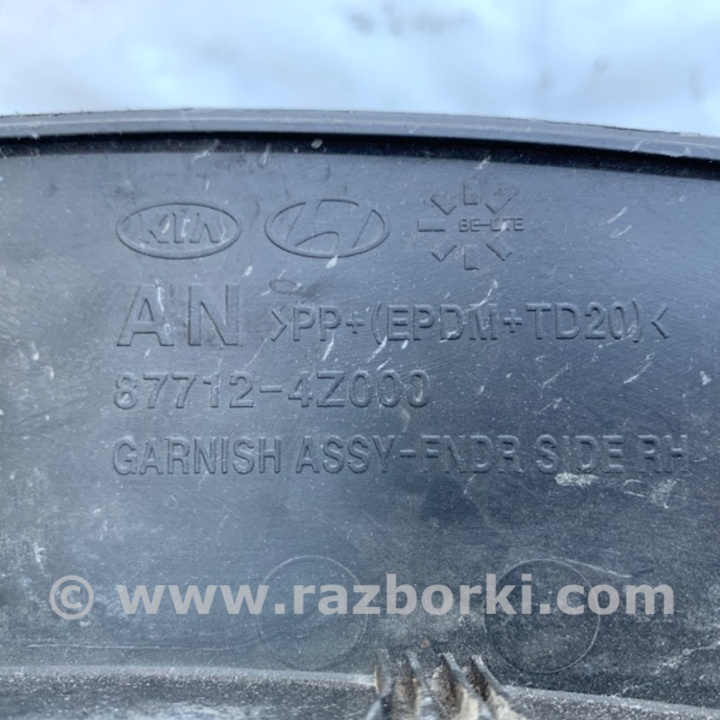 KIA BE-LITE
AN >PP+(EPDM+TD20)<
87712-4Z000
GARNISH ASSY-FNDR SIDE RH
© www.razborki.com